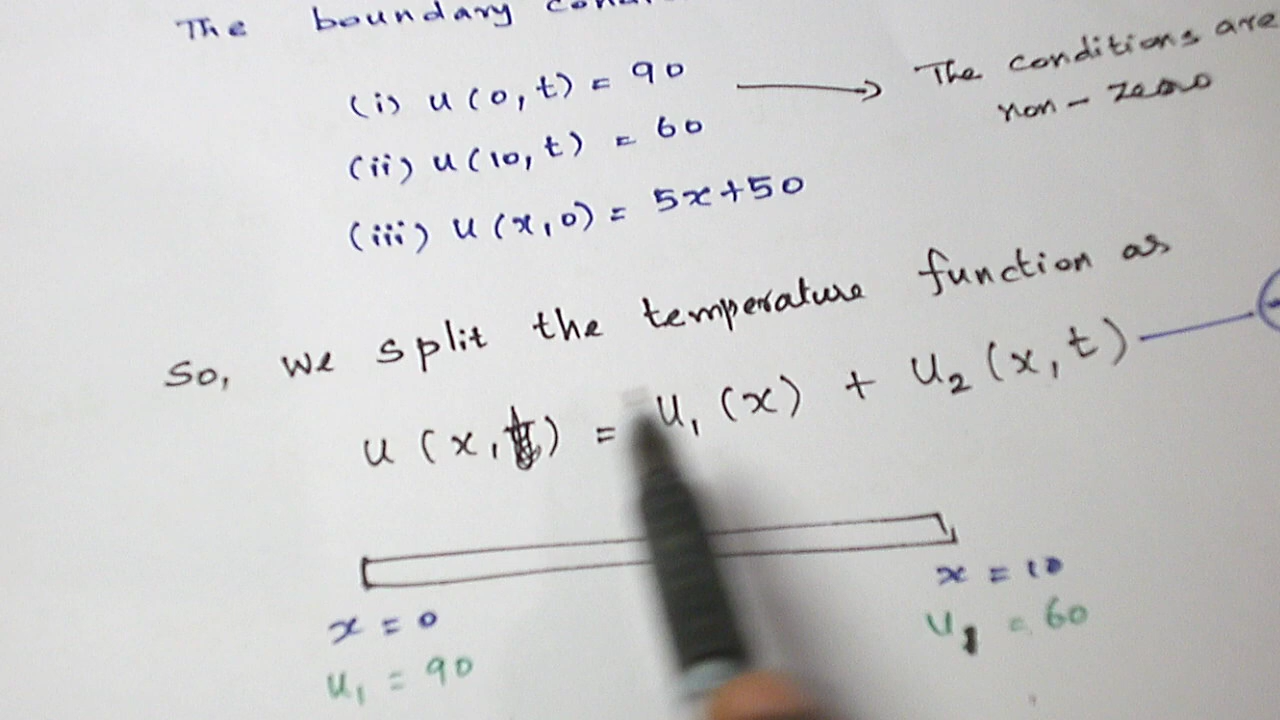 The boundary
(i) u(0,t) = 90 → The conditions are
non-zero
(ii) u(10,t) = 60
(iii) u(x,0) = 5x+50
So, we split the temperature function as
u(x,t) = u₁(x) + u₂(x,t)
x = 0
x = 10
u₁ = 90
u₁ = 60